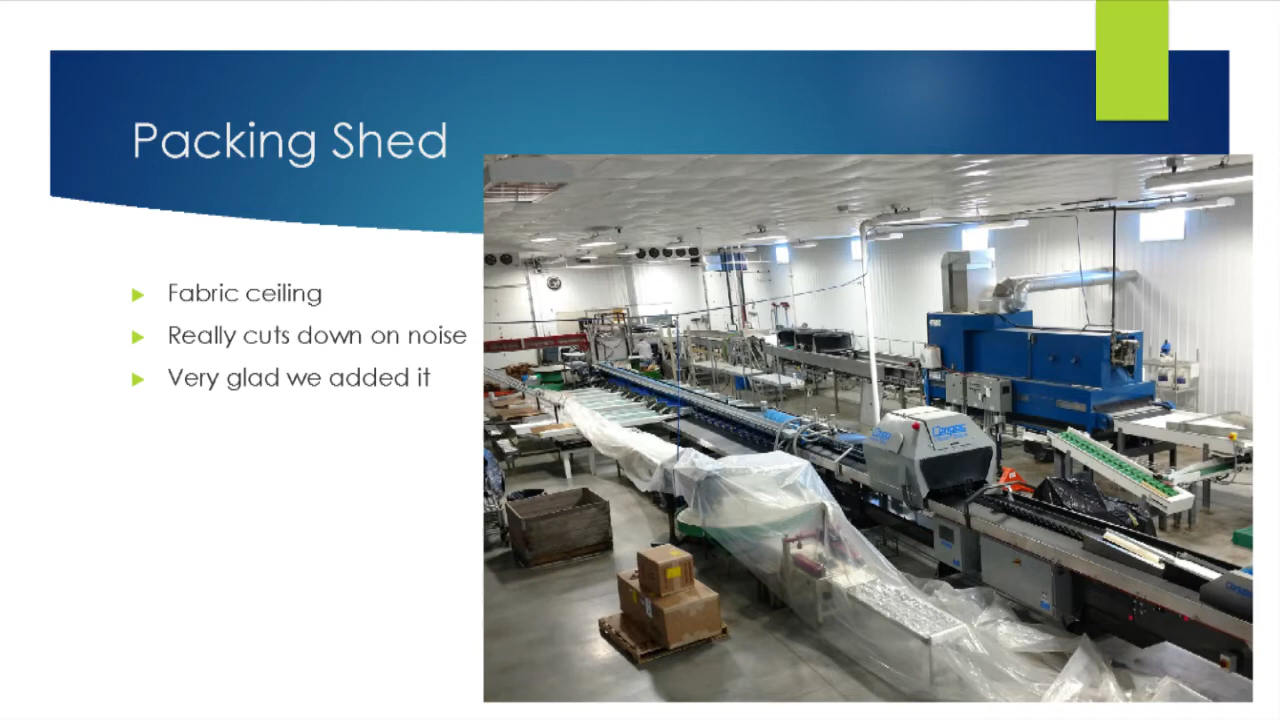 Packing Shed
Fabric ceiling
Really cuts down on noise
Very glad we added it